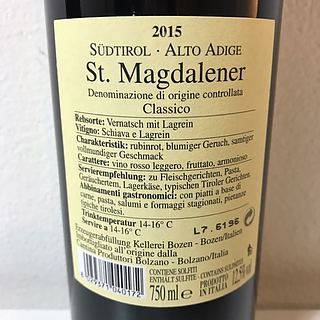 2015
SÜDTIROL · ALTO ADIGE
St. Magdalener
Denominazione di origine controllata
Classico
Rebsorte: Vernatsch mit Lagrein
Vitigno: Schiava e Lagrein
Charakteristik: rubinrot, blumiger Geruch, samtiger
vollmundiger Geschmack
Carattere: vino rosso leggero, fruttato, armonioso
Servierempfehlung: zu Fleischgerichten, Pasta,
Geräuchertem, Lagerkäse, typischen Tiroler Gerichten.
Abbinamenti gastronomici: con piatti a base di
carne, pasta, salumi e formaggi stagionati, pietanze
tipiche tirolesi.
Trinktemperatur 14-16° C
Servire a 14-16° C
L7.6196
Erzeugerabfüllung Kellerei Bozen - Bozen/Italien
all'origine dalla
Produttori Bolzano - Bolzano/Italia
CONTIENE SOLFITI
ENTHÄLT SULFITE - CONTAINS SULPHITES
750 ml e
PRODOTTO
IN ITALIA